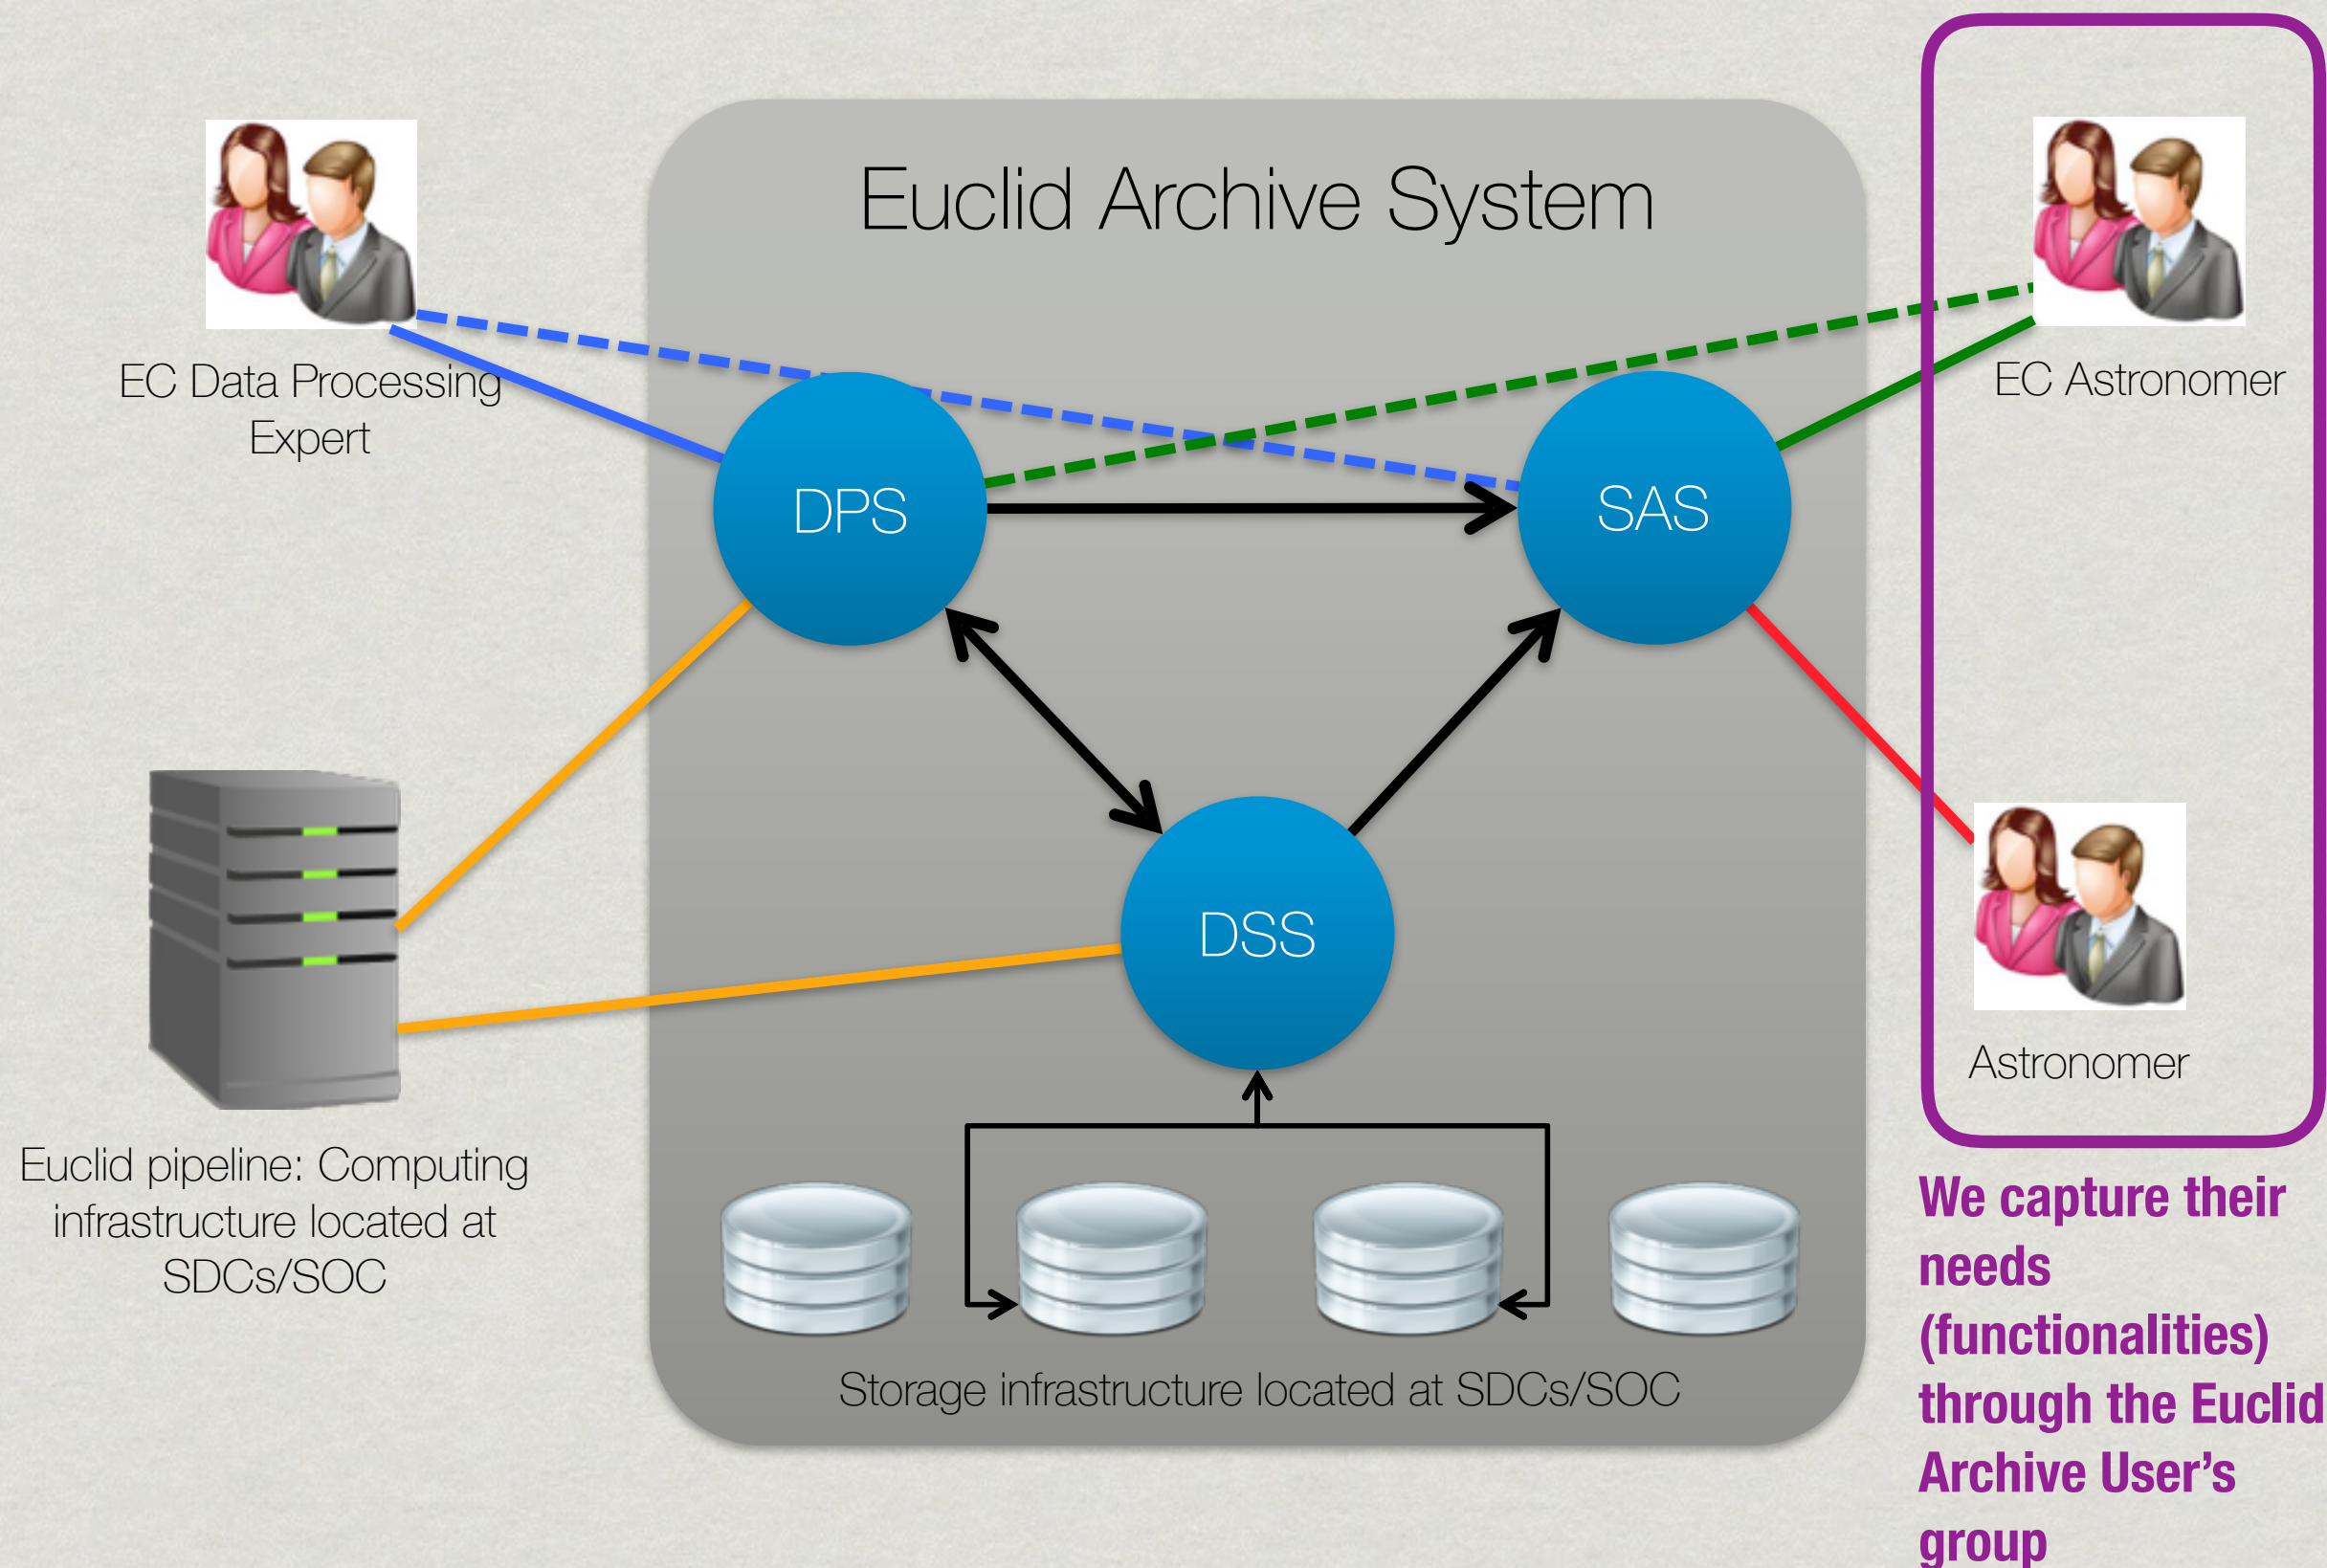 Euclid Archive System
EC Data Processing
Expert
EC Astronomer
DPS
SAS
DSS
Astronomer
Euclid pipeline: Computing
infrastructure located at
SDCs/SOC
Storage infrastructure located at SDCs/SOC
We capture their
needs
(functionalities)
through the Euclid
Archive User’s
group